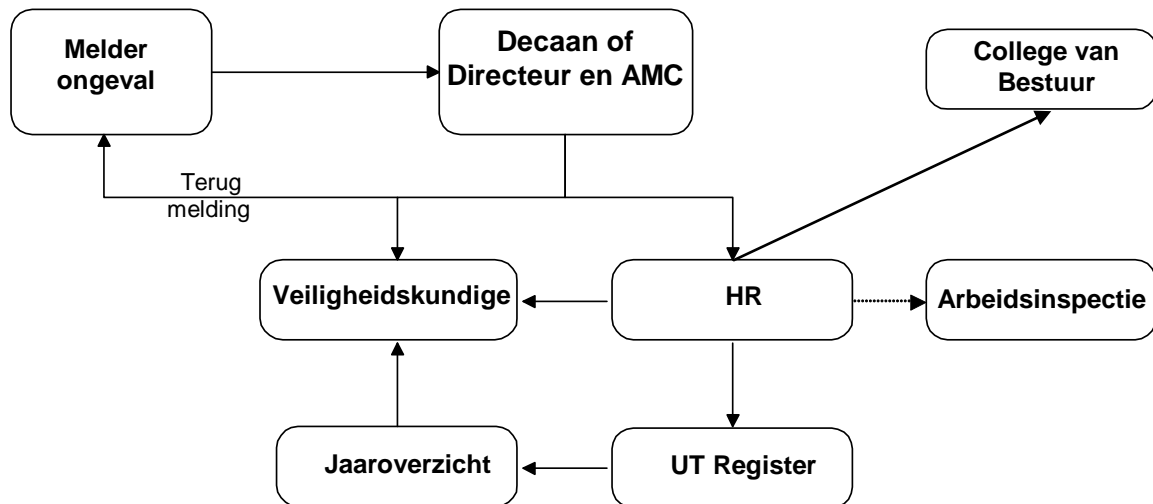 Melder
ongeval
Decaan of
Directeur en AMC
College van
Bestuur
Terug
melding
Veiligheidskundige
HR
Arbeidsinspectie
Jaaroverzicht
UT Register